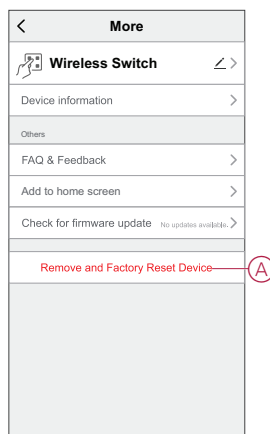 More
Wireless Switch
Device information
Others
FAQ & Feedback
Add to home screen
Check for firmware update No updates available.
Remove and Factory Reset Device
A